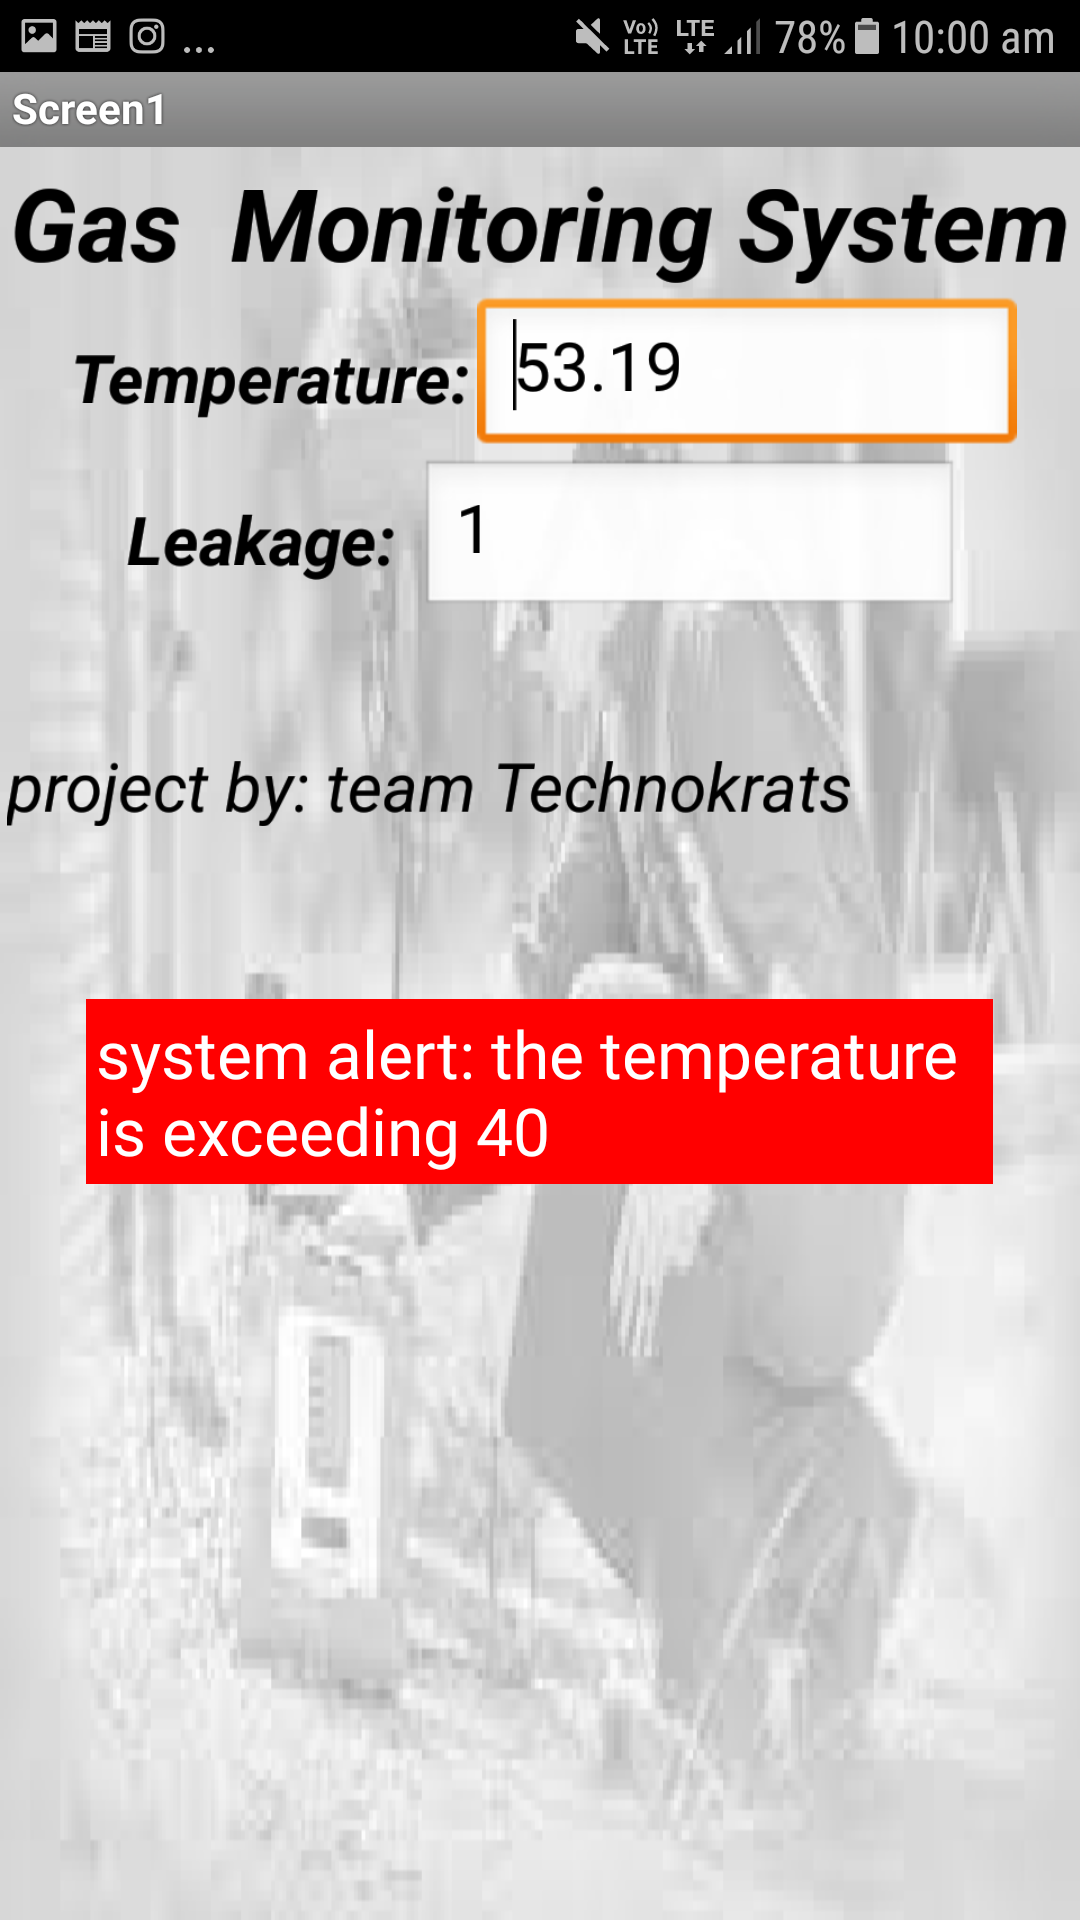 ... Vo)) LTE LTE 78% 10:00 am
Screen1
Gas Monitoring System
Temperature: 53.19
Leakage: 1
project by: team Technokrats
system alert: the temperature
is exceeding 40